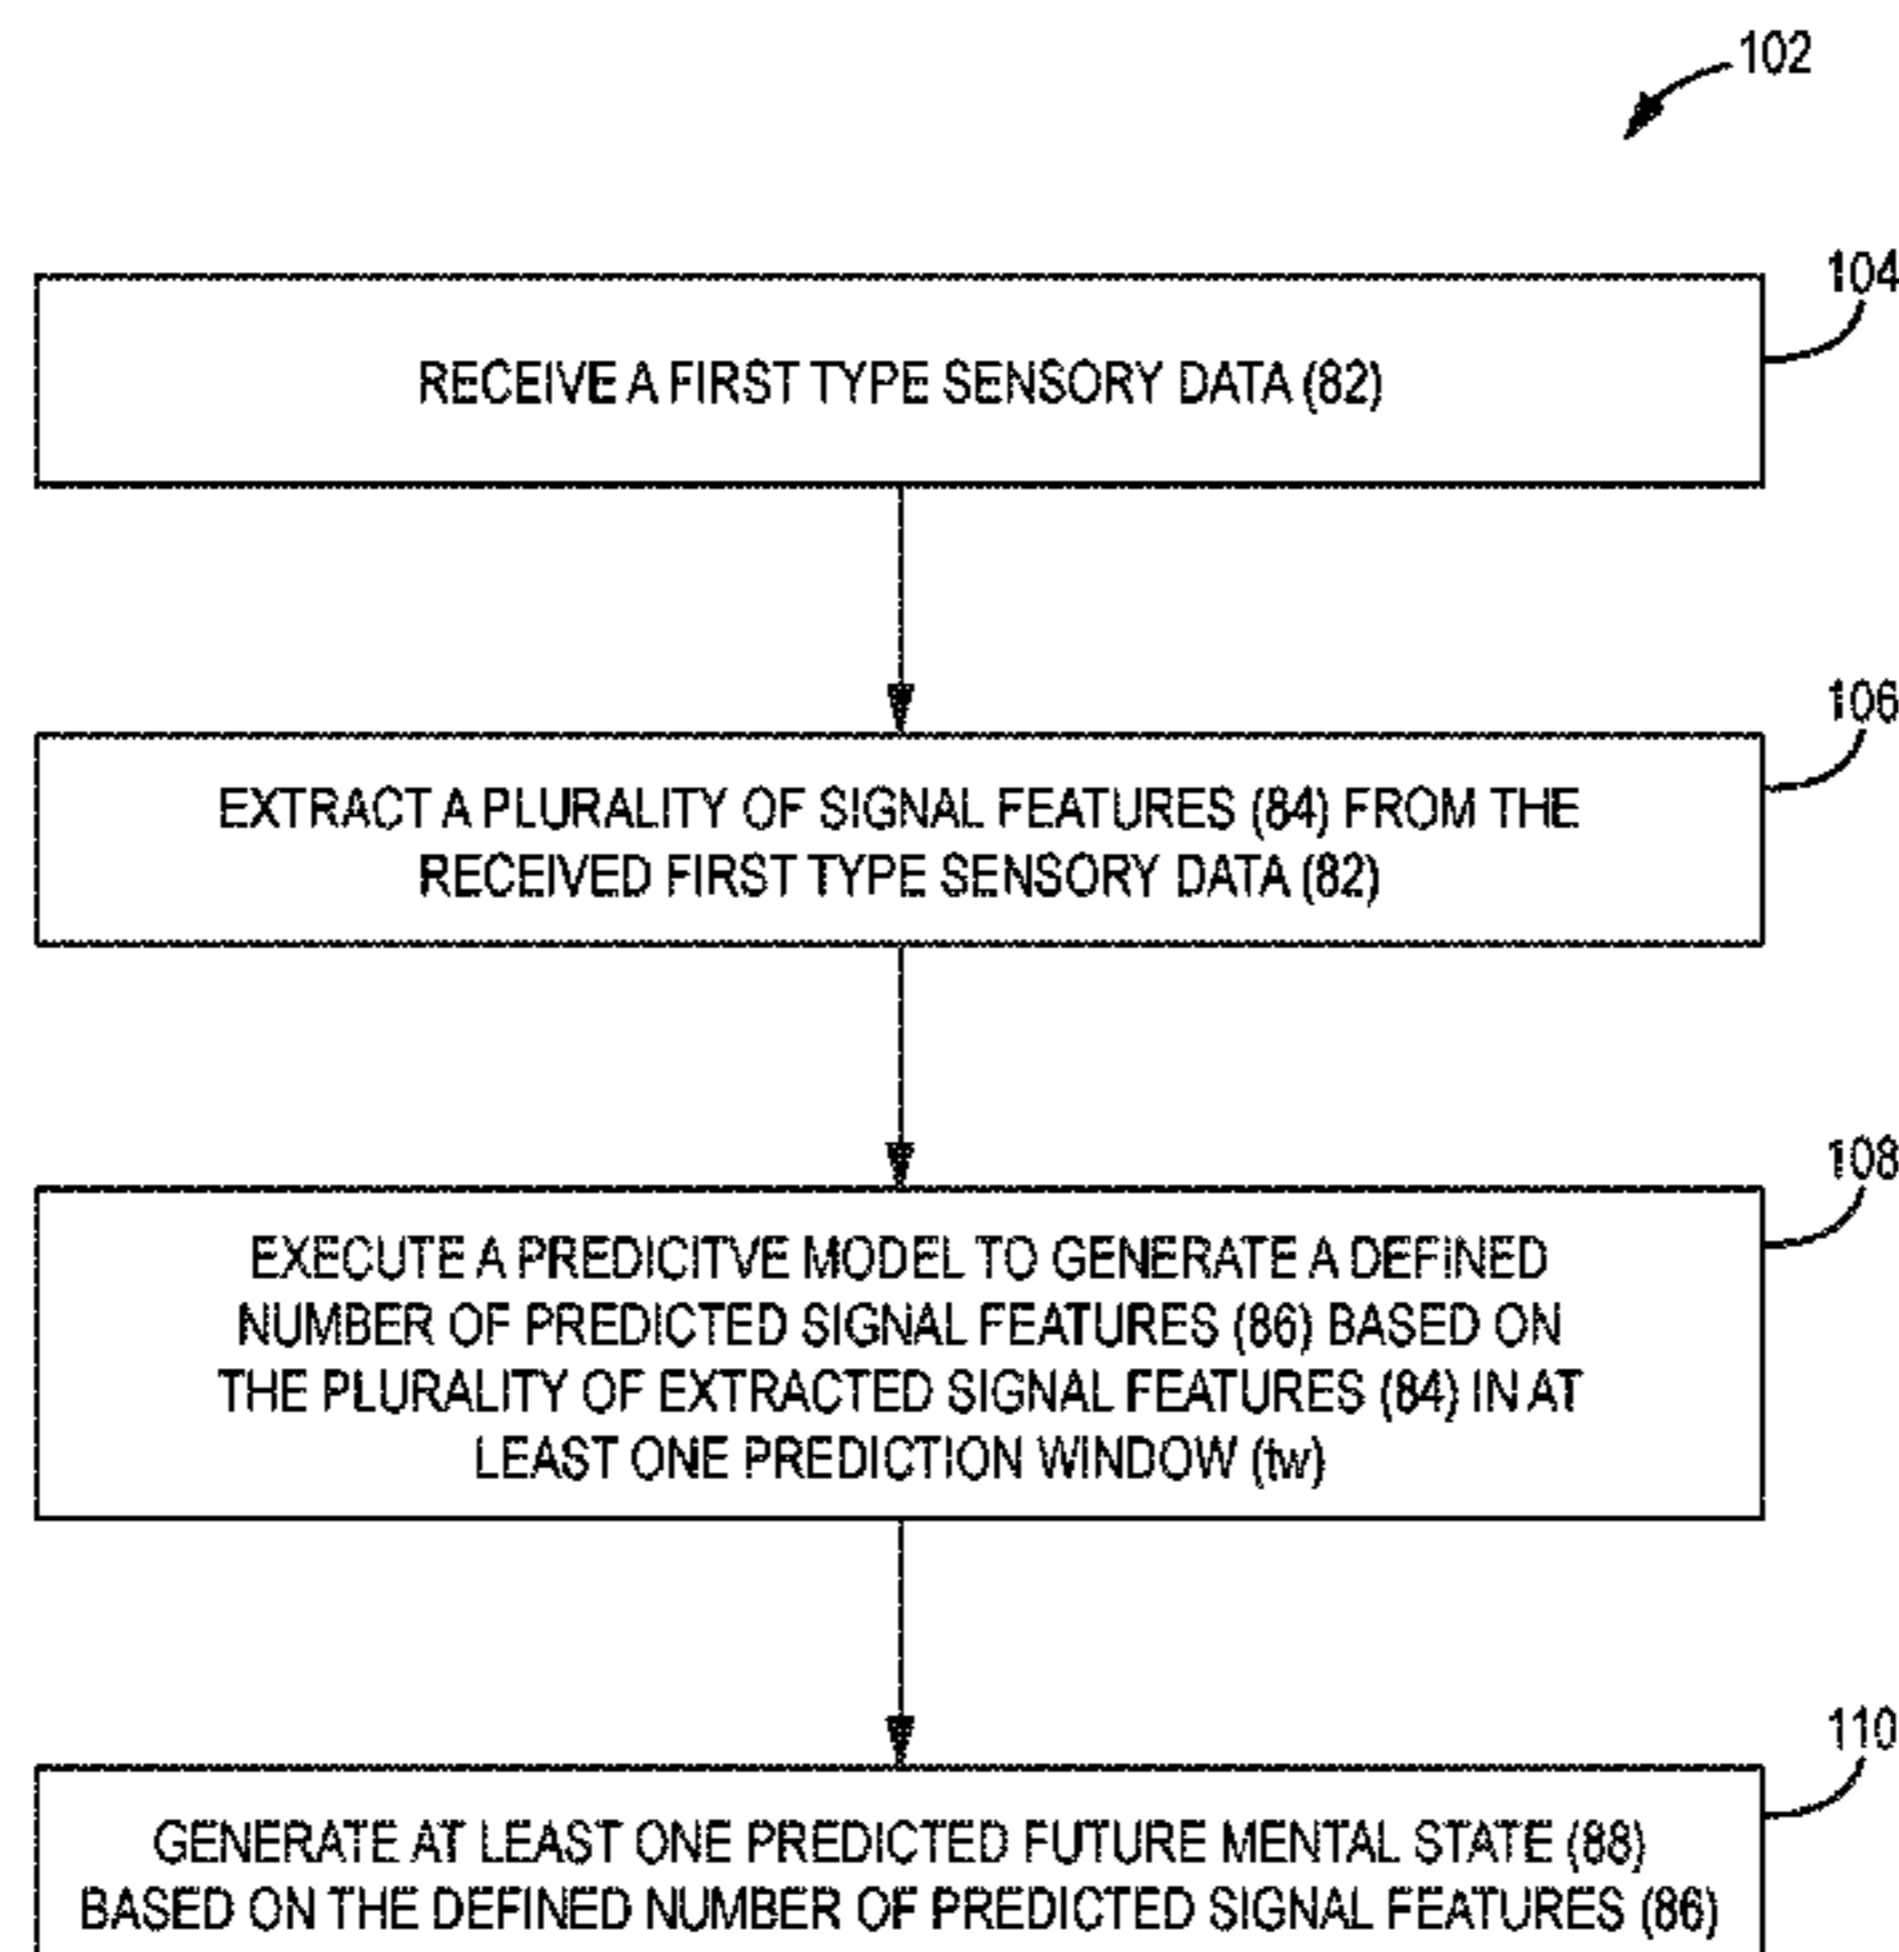 102
104
RECEIVE A FIRST TYPE SENSORY DATA (82)
106
EXTRACT A PLURALITY OF SIGNAL FEATURES (84) FROM THE
RECEIVED FIRST TYPE SENSORY DATA (82)
108
EXECUTE A PREDICITVE MODEL TO GENERATE A DEFINED
NUMBER OF PREDICTED SIGNAL FEATURES (86) BASED ON
THE PLURALITY OF EXTRACTED SIGNAL FEATURES (84) IN AT
LEAST ONE PREDICTION WINDOW (tw)
110
GENERATE AT LEAST ONE PREDICTED FUTURE MENTAL STATE (88)
BASED ON THE DEFINED NUMBER OF PREDICTED SIGNAL FEATURES (86)